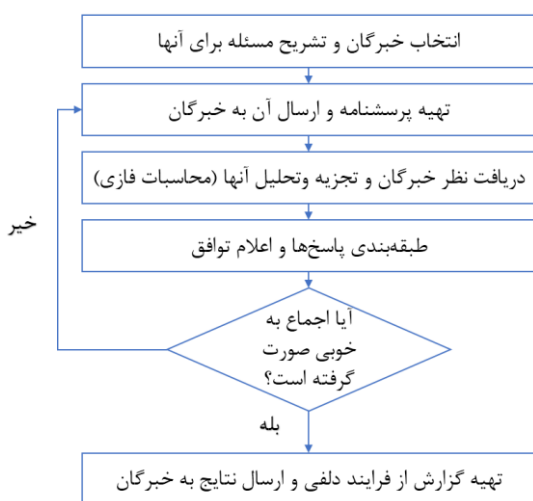 انتخاب خبرگان و تشریح مسئله برای آنها
تهیه پرسشنامه و ارسال آن به خبرگان
دریافت نظر خبرگان و تجزیه وتحلیل آنها (محاسبات فازی)
خیر
طبقه‌بندی پاسخ‌ها و اعلام توافق
آیا اجماع به
خوبی صورت
گرفته است؟
بله
تهیه گزارش از فرایند دلفی و ارسال نتایج به خبرگان